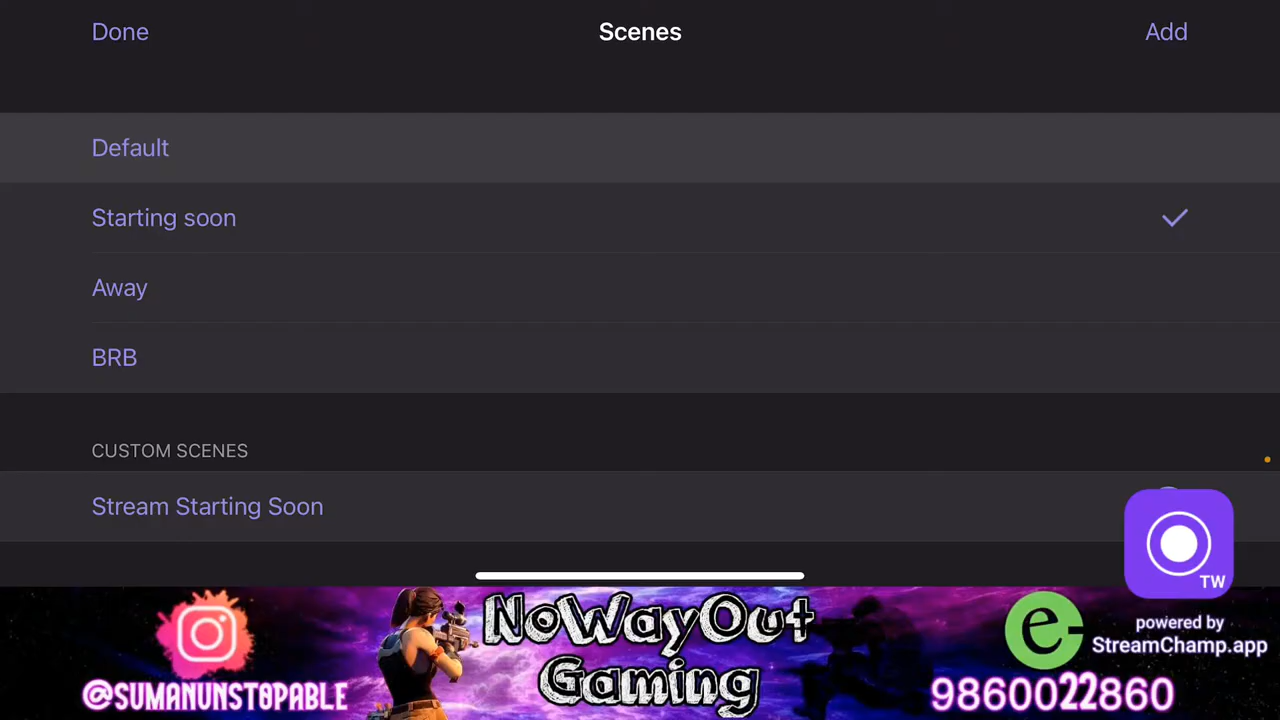 Done
Scenes
Add
Default
Starting soon
Away
BRB
CUSTOM SCENES
Stream Starting Soon
TW
powered by
StreamChamp.app
NoWayOut
Gaming
@SUMANUNSTOPABLE
e
9860022860